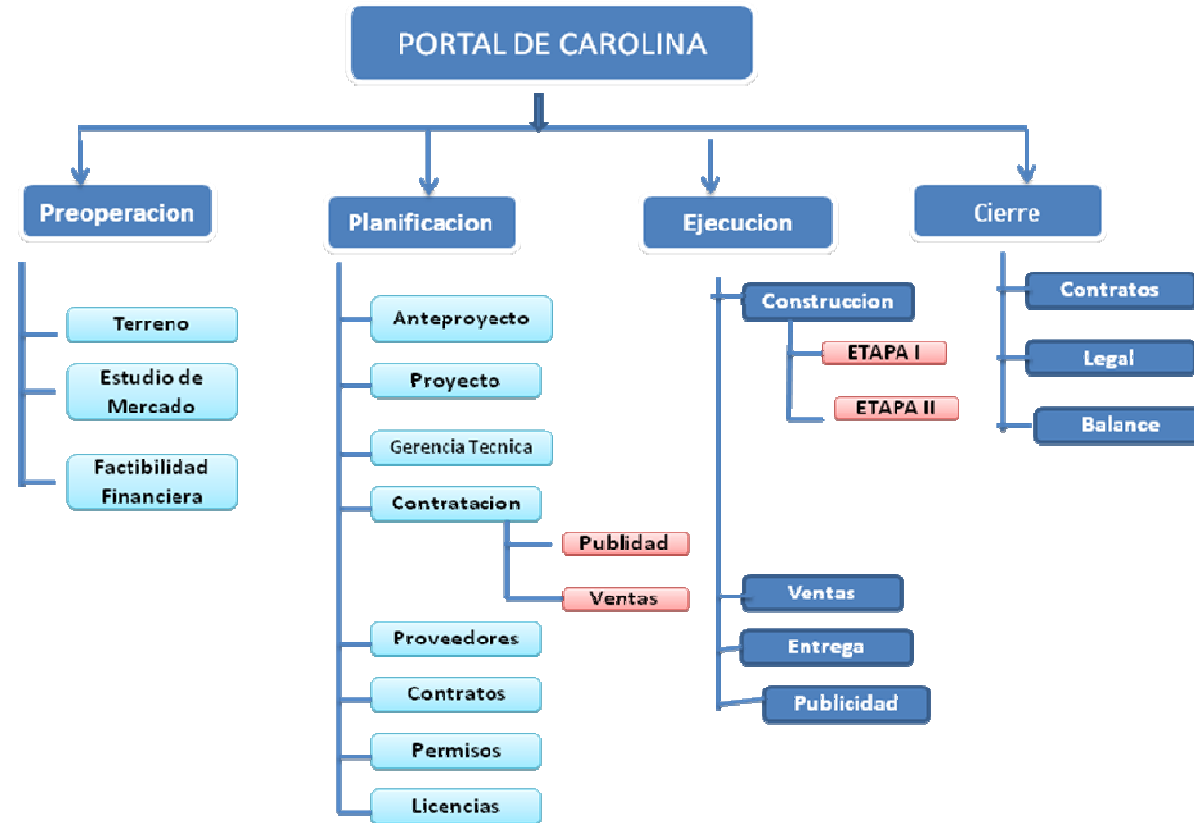 PORTAL DE CAROLINA
Preoperacion
Terreno
Estudio de
Mercado
Factibilidad
Financiera
Planificacion
Anteproyecto
Proyecto
Gerencia Tecnica
Contratacion
Publidad
Ventas
Proveedores
Contratos
Permisos
Licencias
Ejecucion
Construccion
ETAPA I
ETAPA II
Ventas
Entrega
Publicidad
Cierre
Contratos
Legal
Balance